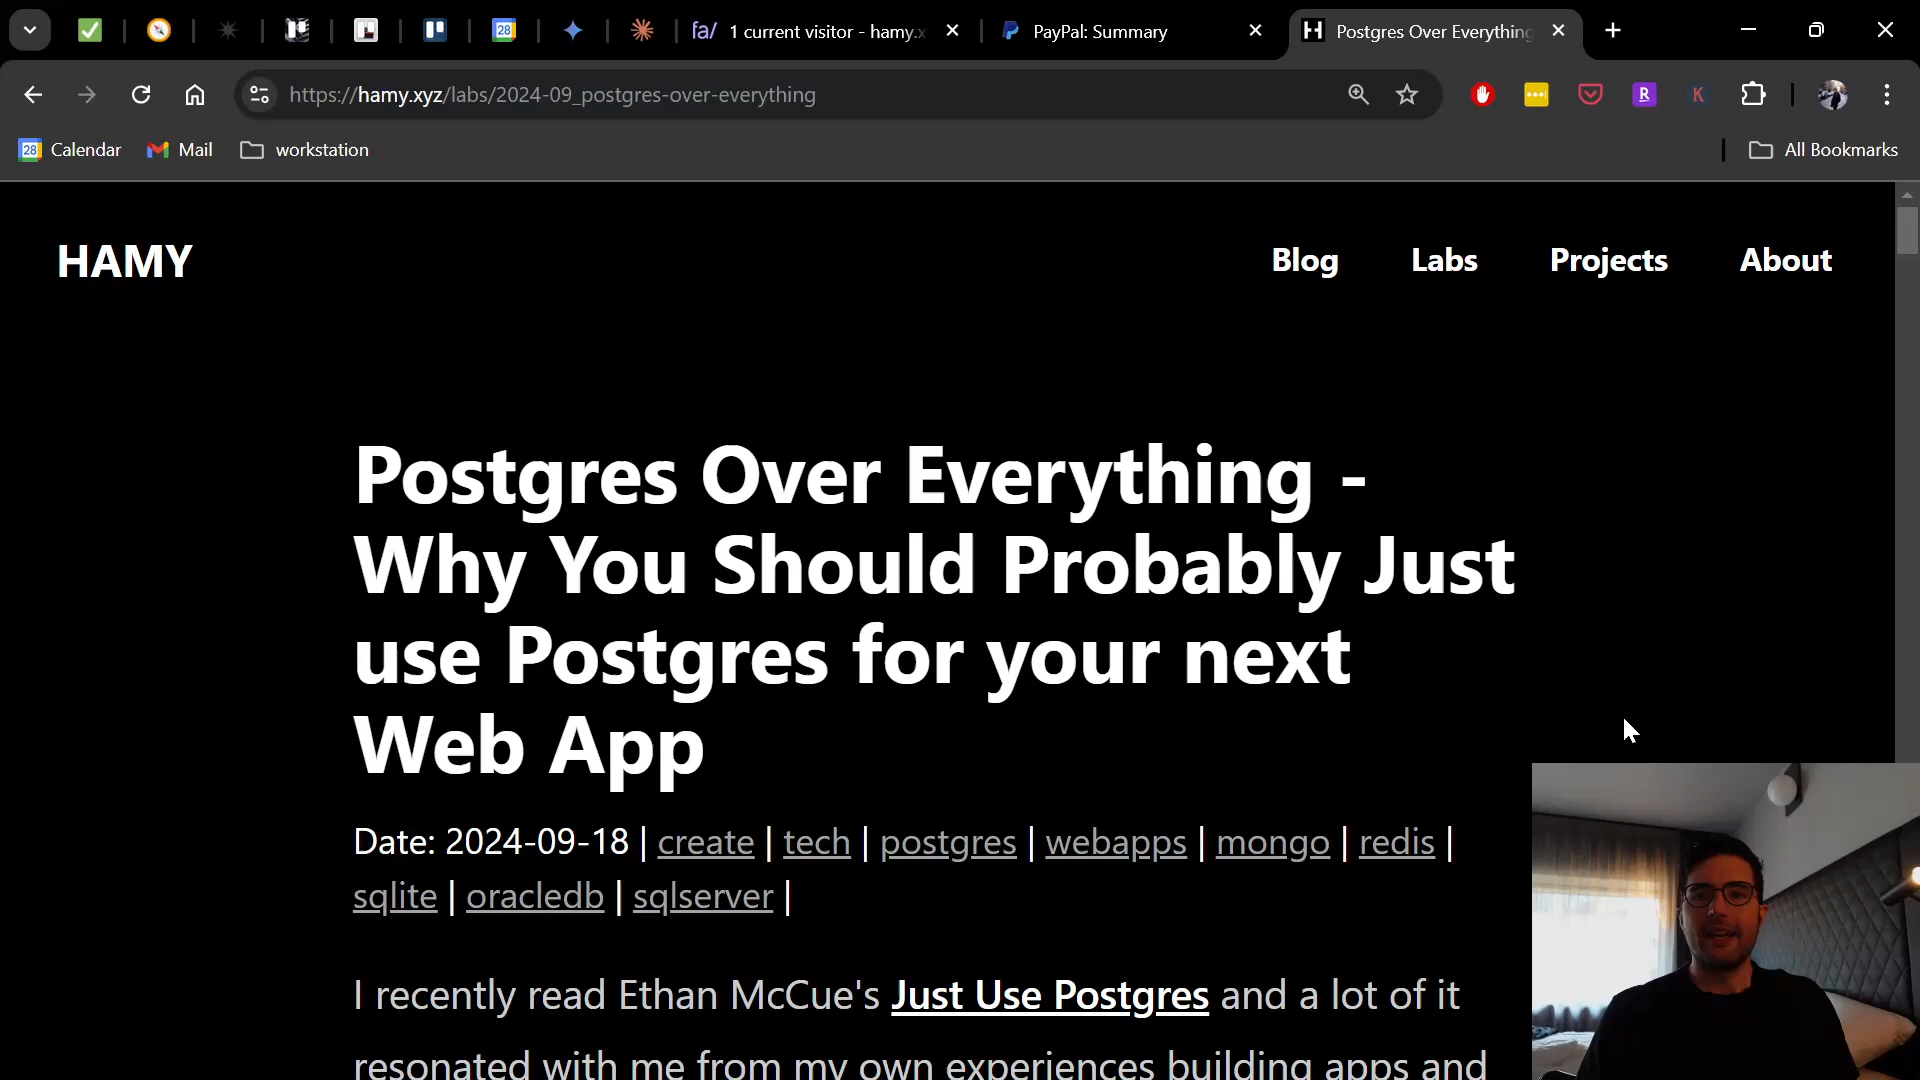 28
fa/ 1 current visitor - hamy.x
PayPal: Summary
H Postgres Over Everything
https://hamy.xyz/labs/2024-09_postgres-over-everything
R
K
28 Calendar
Mail
workstation
All Bookmarks
HAMY
Blog
Labs
Projects
About
Postgres Over Everything -
Why You Should Probably Just
use Postgres for your next
Web App
Date: 2024-09-18 | create | tech | postgres | webapps | mongo | redis |
sqlite | oracledb | sqlserver |
I recently read Ethan McCue's Just Use Postgres and a lot of it
resonated with me from my own experiences building apps and